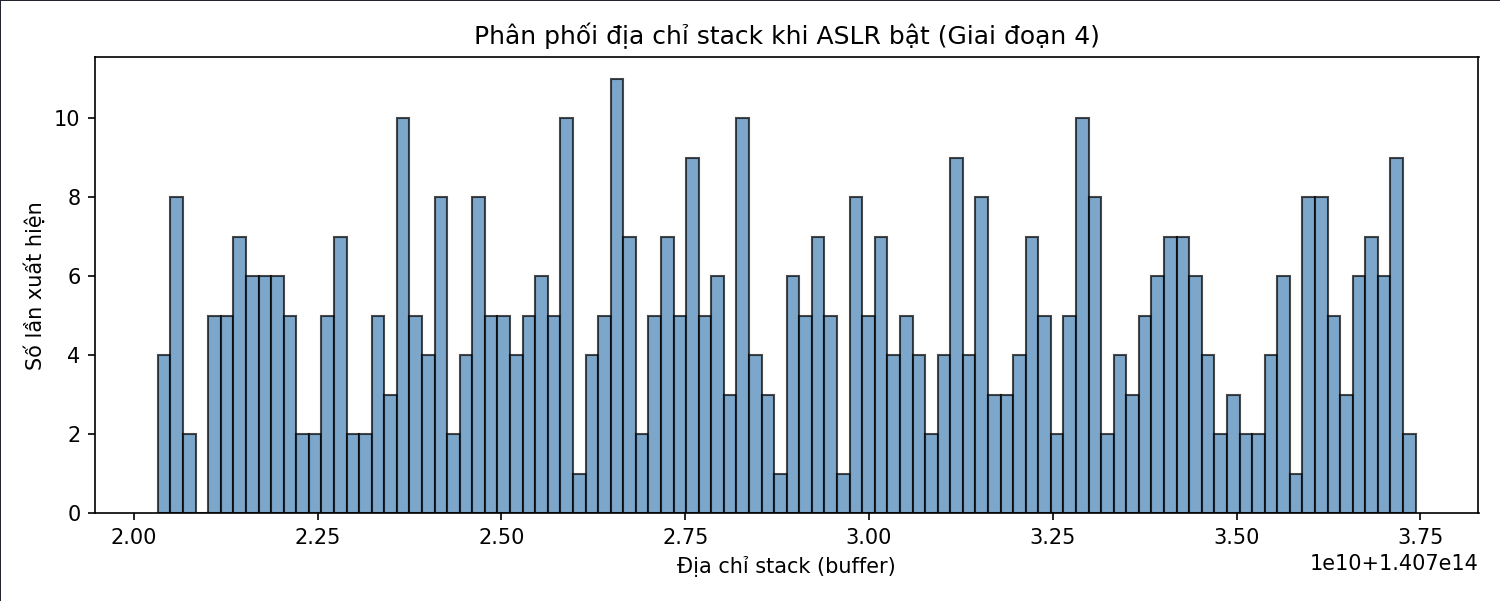 Phân phối địa chỉ stack khi ASLR bật (Giai đoạn 4)
Số lần xuất hiện
10
8
6
4
2
0
2.00 2.25 2.50 2.75 3.00 3.25 3.50 3.75
Địa chỉ stack (buffer)
1e10+1.407e14